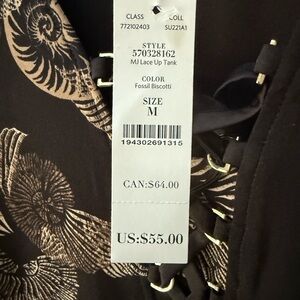 CLASS COLL
772102403 SU221A1
STYLE
570328162
MJ Lace Up Tank
COLOR
Fossil Biscotti
SIZE
M
194302691315
CAN:$64.00
US:$55.00